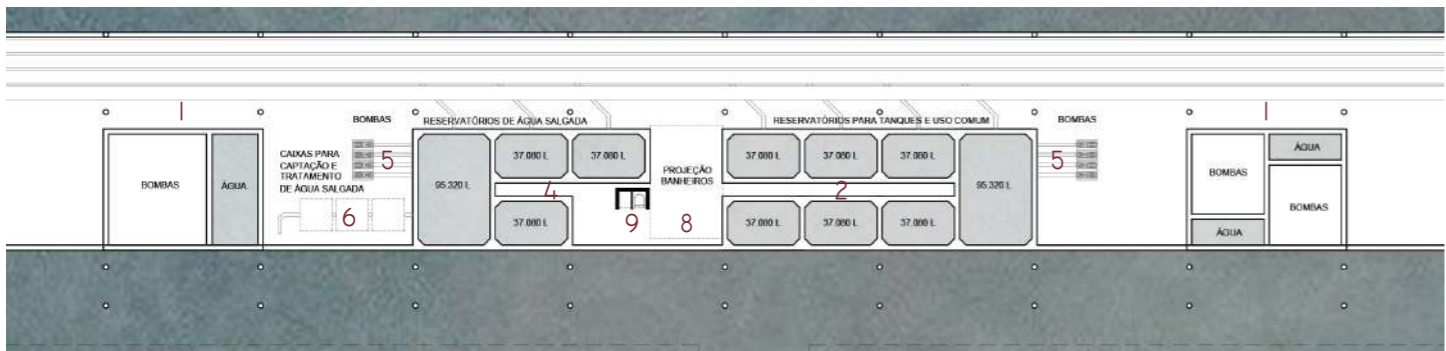 1
BOMBAS
ÁGUA
CAIXAS PARA
CAPTAÇÃO E
TRATAMENTO
DE ÁGUA SALGADA
6
BOMBAS
5
RESERVATÓRIOS DE ÁGUA SALGADA
95.320 L
37.080 L
37.080 L
4
37.080 L
9
PROJEÇÃO
BANHEIROS
8
RESERVATÓRIOS PARA TANQUES E USO COMUM
37.080 L
37.080 L
37.080 L
2
37.080 L
37.080 L
37.080 L
95.320 L
BOMBAS
5
1
BOMBAS
ÁGUA
ÁGUA
BOMBAS